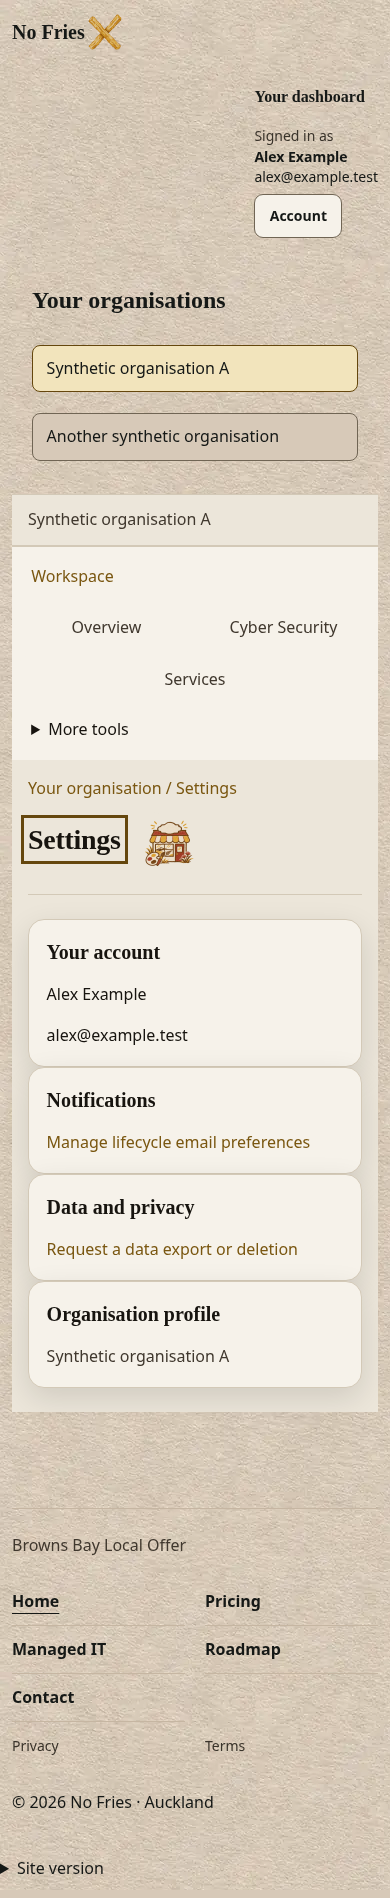 No Fries
Your dashboard
Signed in as
Alex Example
alex@example.test
Account
Your organisations
Synthetic organisation A
Another synthetic organisation
Synthetic organisation A
Workspace
Overview
Cyber Security
Services
More tools
Your organisation / Settings
Settings
Your account
Alex Example
alex@example.test
Notifications
Manage lifecycle email preferences
Data and privacy
Request a data export or deletion
Organisation profile
Synthetic organisation A
Browns Bay Local Offer
Home
Pricing
Managed IT
Roadmap
Contact
Privacy
Terms
© 2026 No Fries · Auckland
Site version